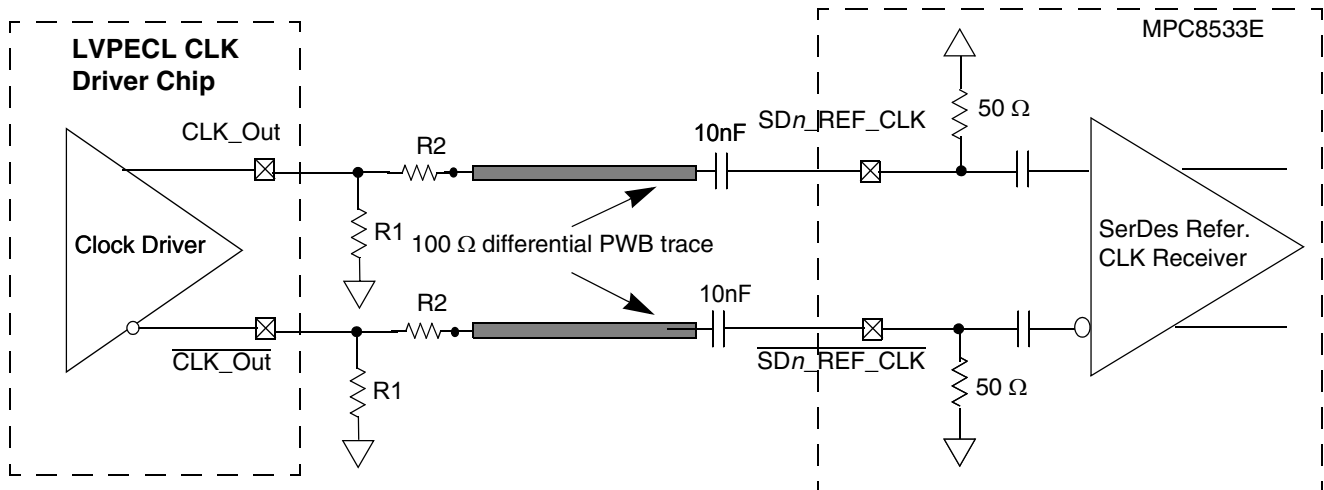 LVPECL CLK
Driver Chip
MPC8533E
CLK_Out
Clock Driver
R2
R1
100 Ω differential PWB trace
10nF
SDn_REF_CLK
50 Ω
SerDes Refer.
CLK Receiver
CLK_Out
R2
R1
10nF
SDn_REF_CLK
50 Ω